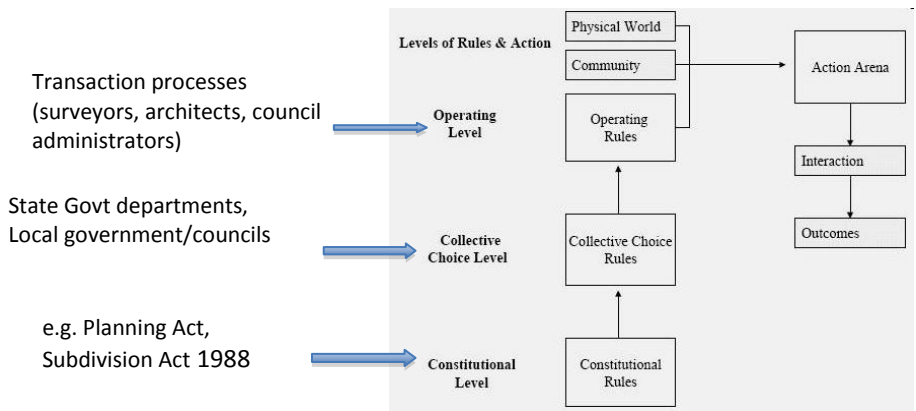 Transaction processes
(surveyors, architects, council
administrators)
State Govt departments,
Local government/councils
e.g. Planning Act,
Subdivision Act 1988
Levels of Rules & Action
Operating
Level
Collective
Choice Level
Constitutional
Level
Physical World
Community
Operating
Rules
Collective Choice
Rules
Constitutional
Rules
Action Arena
Interaction
Outcomes